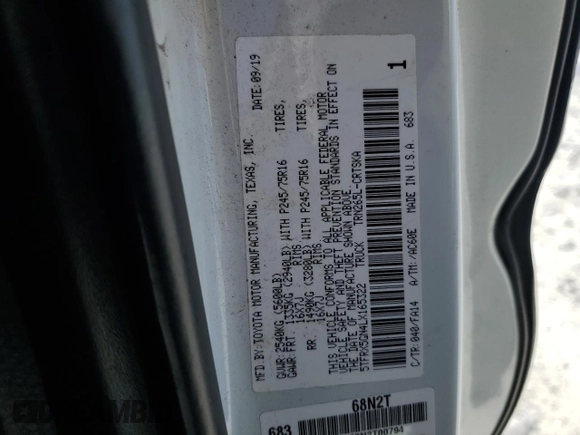 MFD. BY: TOYOTA MOTOR MANUFACTURING, TEXAS, INC. DATE: 09/19
GVWR: 2540KG (5600LB)
GAWR: FRT. 1335KG (2940LB) WITH P245/75R16 TIRES,
16X7J RIMS.
RR. 1490KG (3280LB) WITH P245/75R16 TIRES,
16X7J RIMS.
THIS VEHICLE CONFORMS TO ALL APPLICABLE FEDERAL MOTOR
VEHICLE SAFETY AND THEFT PREVENTION STANDARDS IN EFFECT ON
THE DATE OF MANUFACTURE SHOWN ABOVE.
5TFRX5GN4LX165322 TRUCK TRN265L-CRTSKA
C/TR: 040/FA14 A/TM: /AC60E MADE IN U.S.A. 683
1
683 68N2T